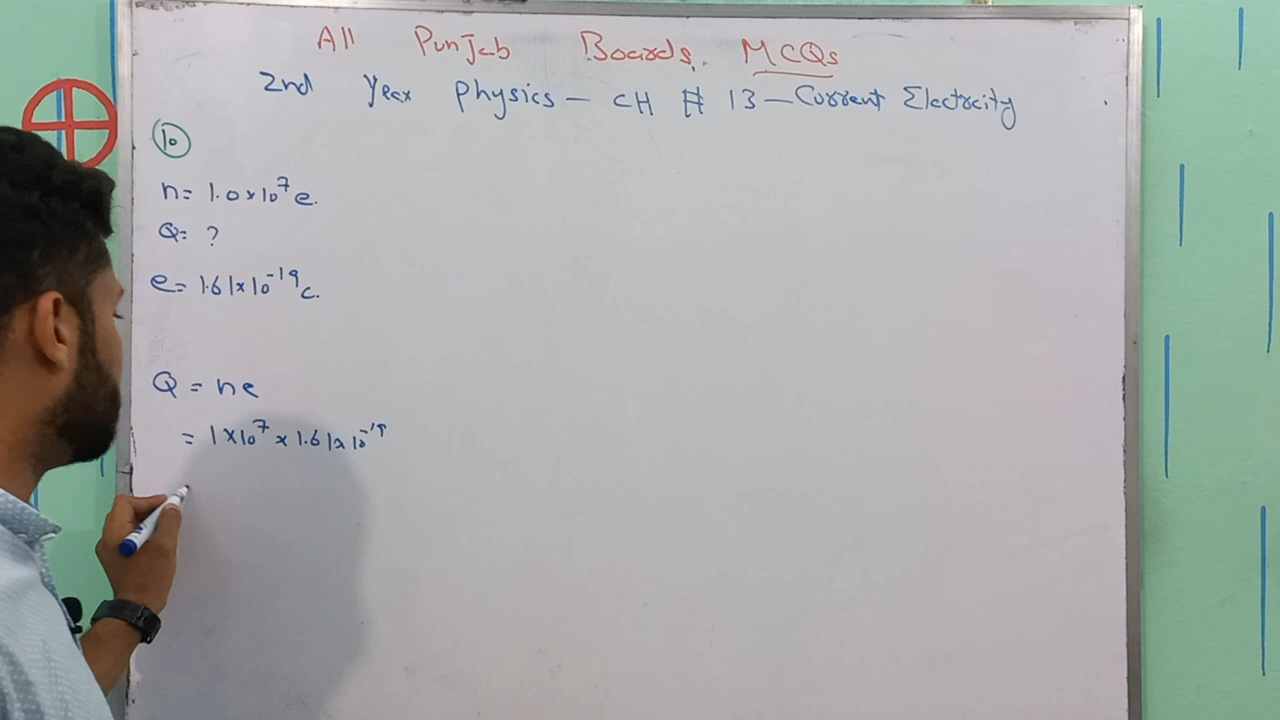 All Punjab Boards. MCQs
2nd Year Physics - CH # 13 - Current Electrcity
10
n = 1.0 × 10⁷ e.
Q = ?
e = 1.61 × 10⁻¹⁹ c.
Q = ne
= 1 × 10⁷ × 1.61 × 10⁻¹⁹